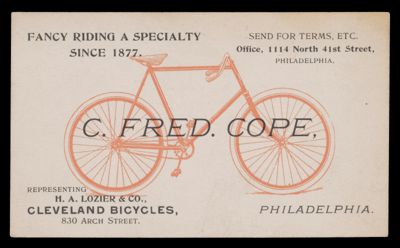 FANCY RIDING A SPECIALTY
SINCE 1877.
SEND FOR TERMS, ETC.
Office, 1114 North 41st Street,
PHILADELPHIA.
C. FRED. COPE,
REPRESENTING
H. A. LOZIER & CO.,
CLEVELAND BICYCLES,
830 ARCH STREET.
PHILADELPHIA.